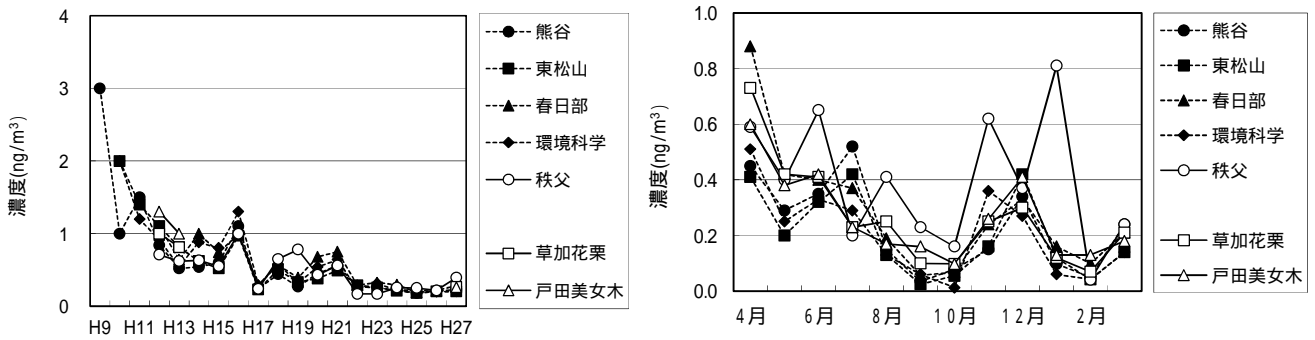 濃度(ng/m³)
4
3
2
1
0
H9 H11 H13 H15 H17 H19 H21 H23 H25 H27
熊谷
東松山
春日部
環境科学
秩父
草加花栗
戸田美女木
濃度(ng/m³)
1.0
0.8
0.6
0.4
0.2
0.0
4月 6月 8月 10月 12月 2月
熊谷
東松山
春日部
環境科学
秩父
草加花栗
戸田美女木